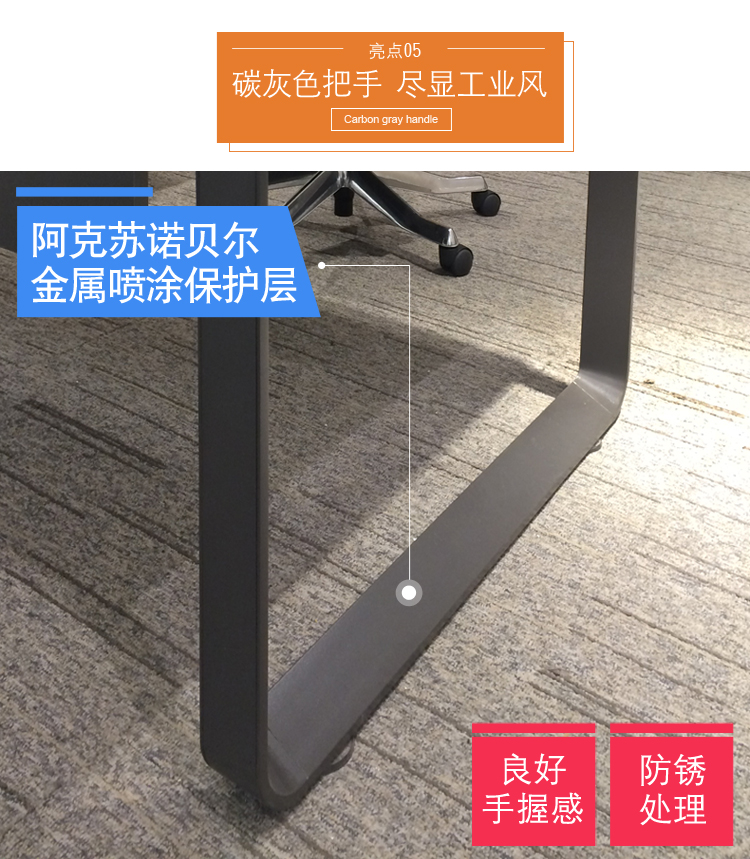 亮点05
碳灰色把手 尽显工业风
Carbon gray handle
阿克苏诺贝尔
金属喷涂保护层
良好
手握感
防锈
处理